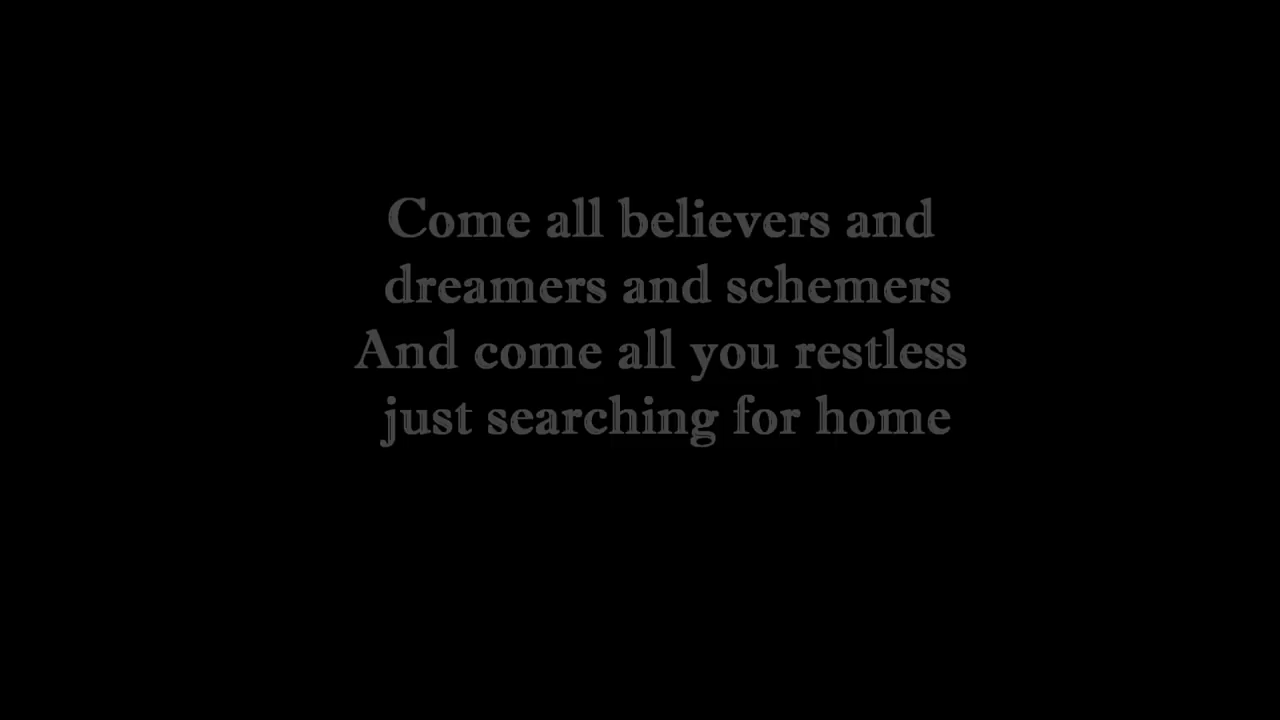 Come all believers and
dreamers and schemers
And come all you restless
just searching for home